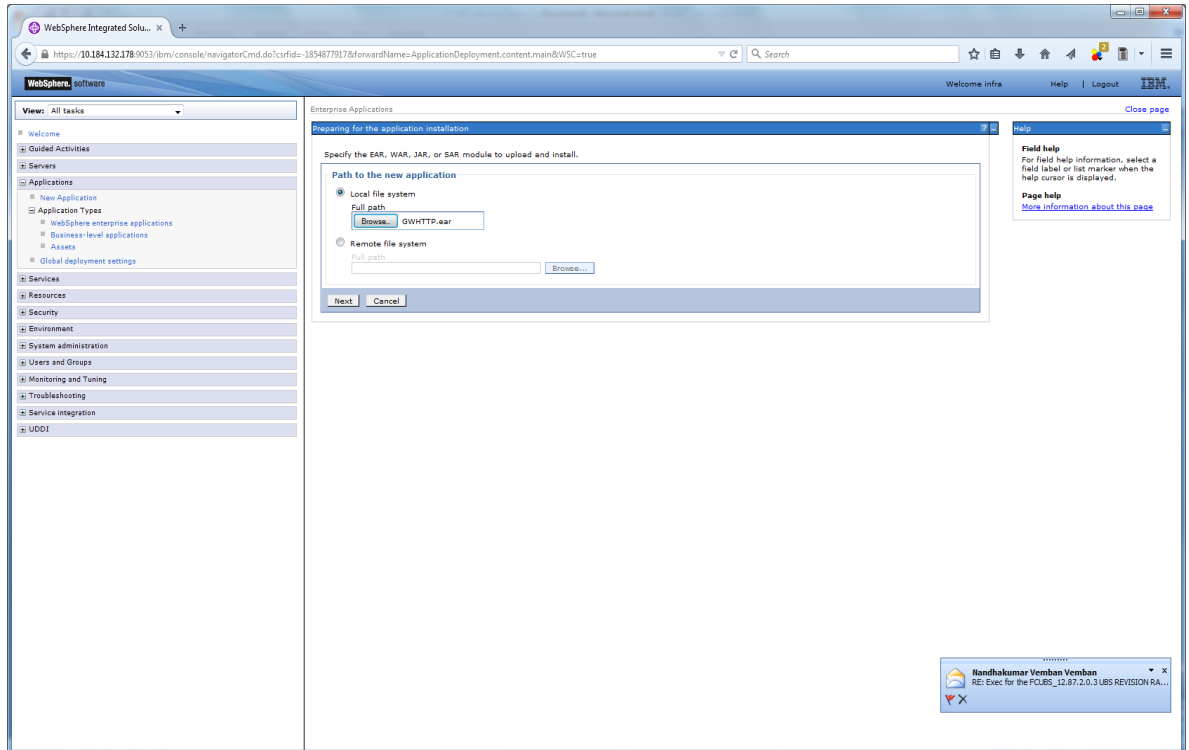 WebSphere Integrated Solu... × +
https://10.184.132.178:9053/ibm/console/navigatorCmd.do?csrfid=-1854877917&forwardName=ApplicationDeployment.content.main&WSC=true
Search
2
WebSphere. software
Welcome infra
Help | Logout
IBM.
View: All tasks
Welcome
Guided Activities
Servers
Applications
New Application
Application Types
WebSphere enterprise applications
Business-level applications
Assets
Global deployment settings
Services
Resources
Security
Environment
System administration
Users and Groups
Monitoring and Tuning
Troubleshooting
Service integration
UDDI
Enterprise Applications
Close page
Preparing for the application installation
? -
Specify the EAR, WAR, JAR, or SAR module to upload and install.
Path to the new application
Local file system
Full path
Browse... GWHTTP.ear
Remote file system
Full path
Browse...
Next Cancel
Help
Field help
For field help information, select a
field label or list marker when the
help cursor is displayed.
Page help
More information about this page
Nandhakumar Vemban Vemban
RE: Exec for the FCUBS_12.87.2.0.3 UBS REVISION RA...